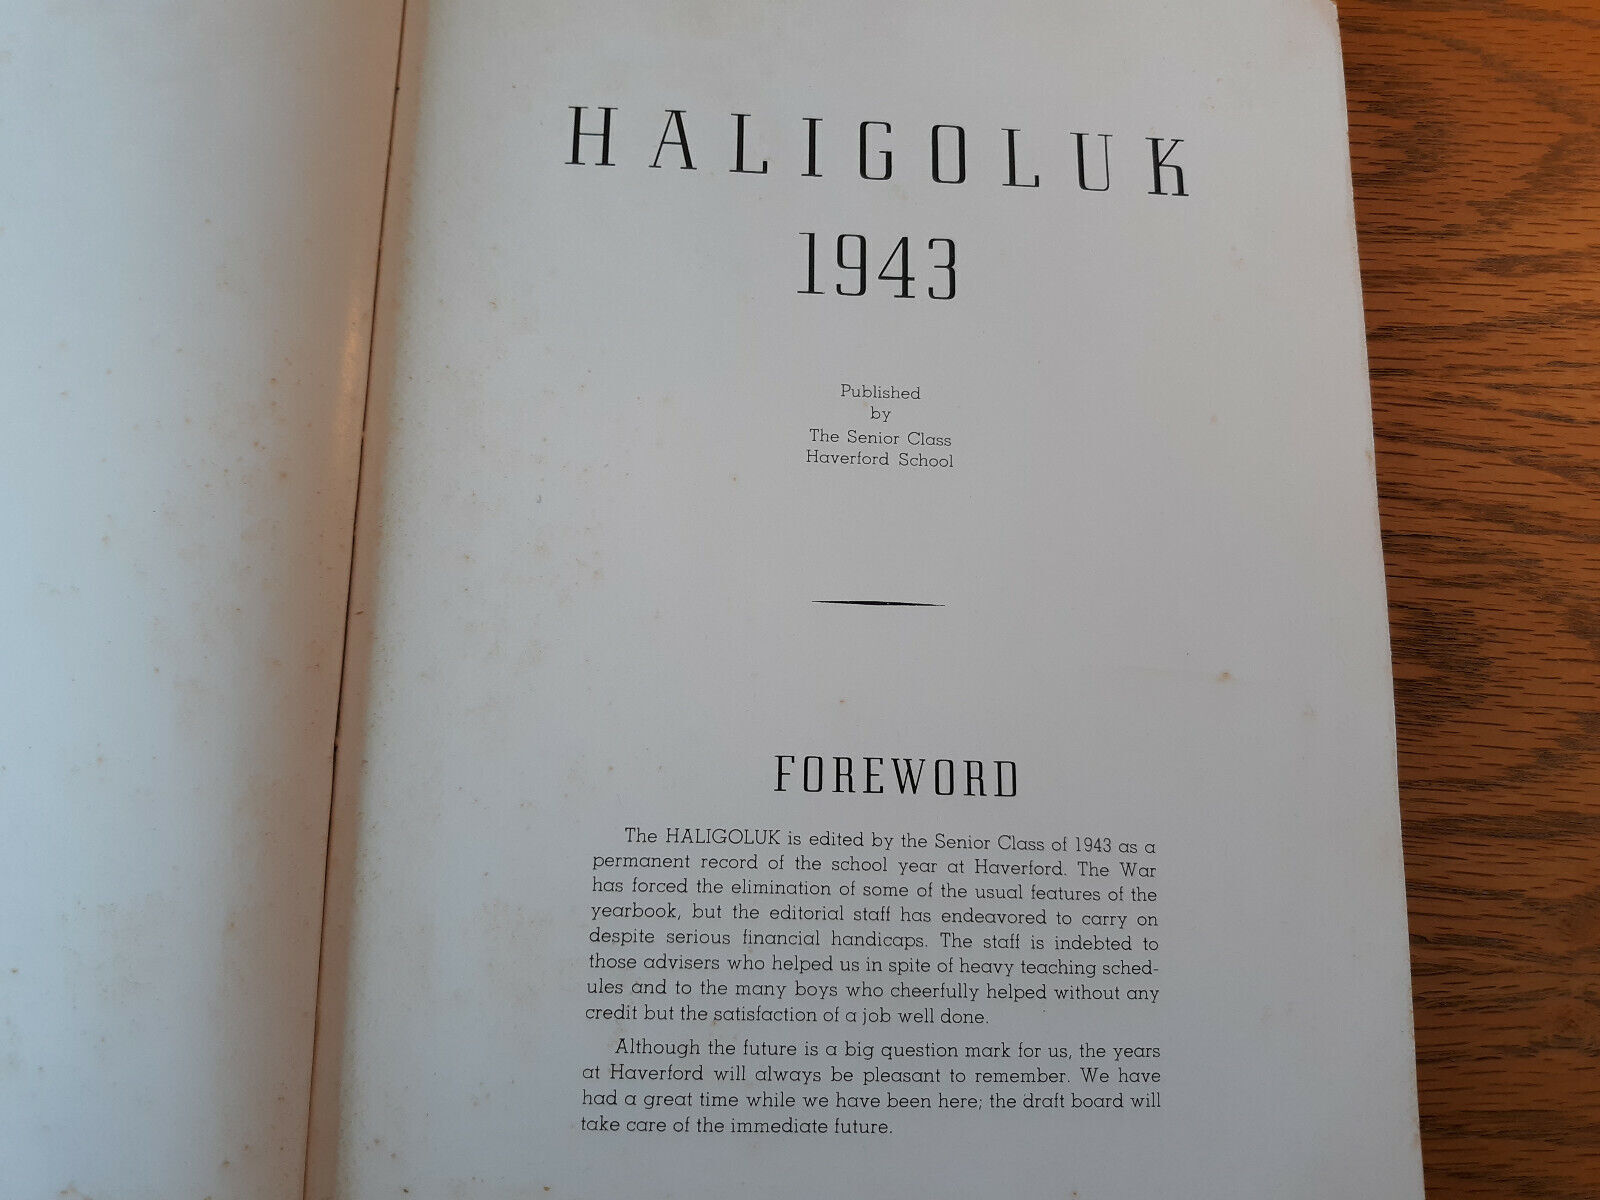 HALIGOLUK
1943
Published
by
The Senior Class
Haverford School
FOREWORD
The HALIGOLUK is edited by the Senior Class of 1943 as a
permanent record of the school year at Haverford. The War
has forced the elimination of some of the usual features of the
yearbook, but the editorial staff has endeavored to carry on
despite serious financial handicaps. The staff is indebted to
those advisers who helped us in spite of heavy teaching sched-
ules and to the many boys who cheerfully helped without any
credit but the satisfaction of a job well done.
Although the future is a big question mark for us, the years
at Haverford will always be pleasant to remember. We have
had a great time while we have been here; the draft board will
take care of the immediate future.